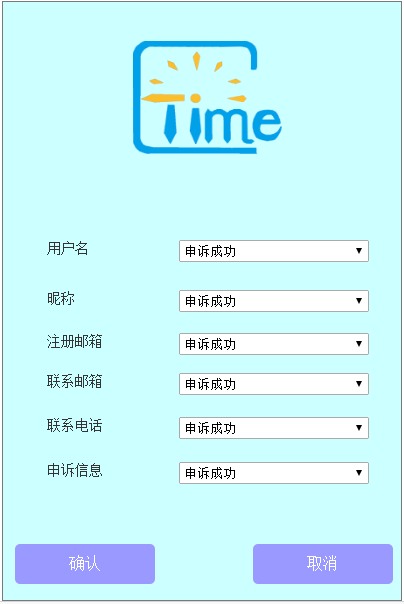 Time
用户名 申诉成功
昵称 申诉成功
注册邮箱 申诉成功
联系邮箱 申诉成功
联系电话 申诉成功
申诉信息 申诉成功
确认 取消